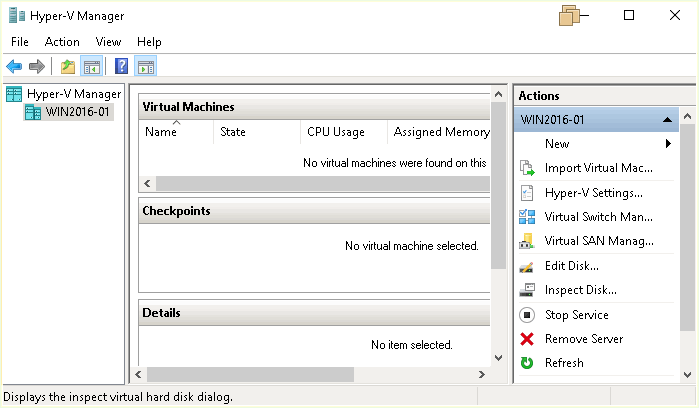 Hyper-V Manager
File Action View Help
Hyper-V Manager
WIN2016-01
Virtual Machines
Name State CPU Usage Assigned Memory
No virtual machines were found on this
Checkpoints
No virtual machine selected.
Details
No item selected.
Actions
WIN2016-01
New
Import Virtual Mac...
Hyper-V Settings...
Virtual Switch Man...
Virtual SAN Manag...
Edit Disk...
Inspect Disk...
Stop Service
Remove Server
Refresh
Displays the inspect virtual hard disk dialog.